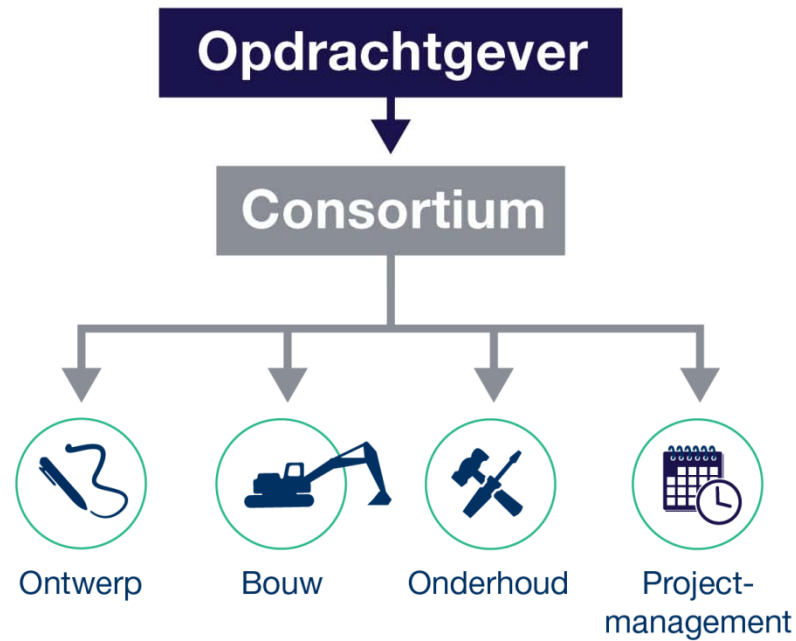 Opdrachtgever
Consortium
Ontwerp
Bouw
Onderhoud
Project-
management